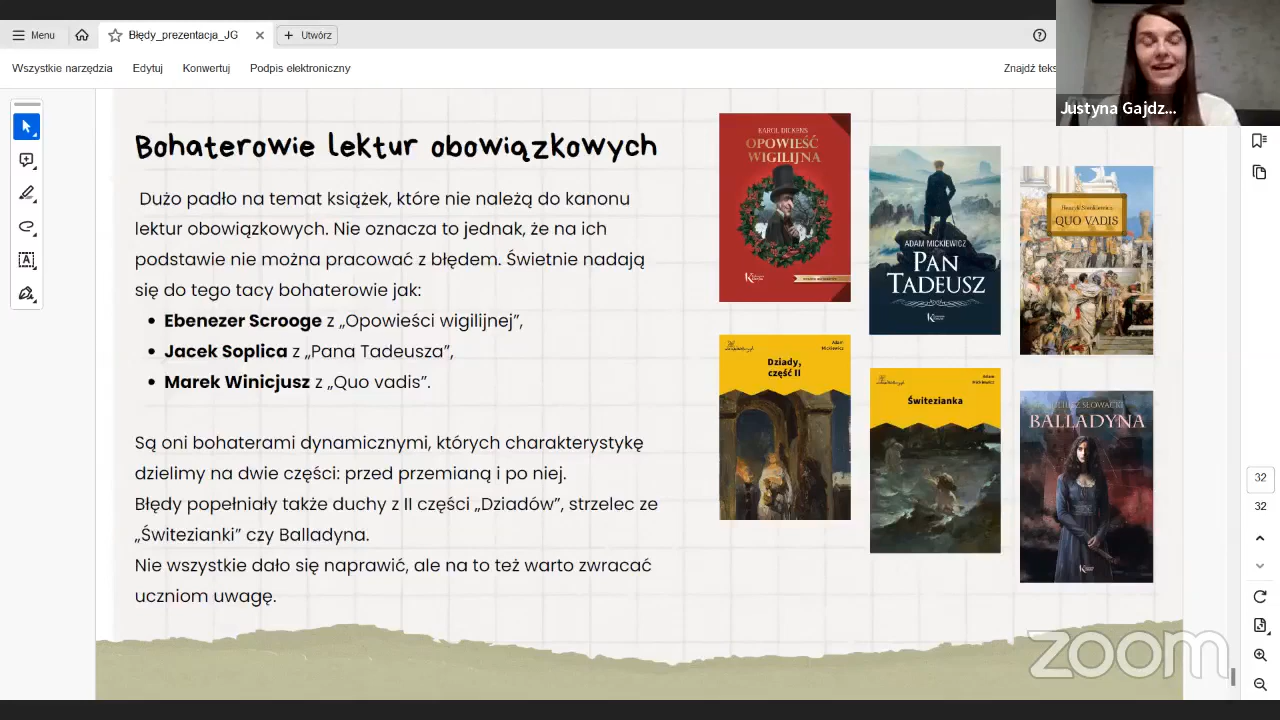 Menu
Błędy_prezentacja_JG
Utwórz
Wszystkie narzędzia
Edytuj
Konwertuj
Podpis elektroniczny
Znajdź teks
Justyna Gajdz...
Bohaterowie lektur obowiązkowych
Dużo padło na temat książek, które nie należą do kanonu
lektur obowiązkowych. Nie oznacza to jednak, że na ich
podstawie nie można pracować z błędem. Świetnie nadają
się do tego tacy bohaterowie jak:
• Ebenezer Scrooge z „Opowieści wigilijnej”,
• Jacek Soplica z „Pana Tadeusza”,
• Marek Winicjusz z „Quo vadis”.
Są oni bohaterami dynamicznymi, których charakterystykę
dzielimy na dwie części: przed przemianą i po niej.
Błędy popełniały także duchy z II części „Dziadów”, strzelec ze
„Świtezianki” czy Balladyna.
Nie wszystkie dało się naprawić, ale na to też warto zwracać
uczniom uwagę.
KAROL DICKENS
OPOWIEŚĆ
WIGILIJNA
ADAM MICKIEWICZ
PAN
TADEUSZ
Henryk Sienkiewicz
QUO VADIS
Adam
Mickiewicz
Dziady,
część II
Adam
Mickiewicz
Świtezianka
JULIUSZ SŁOWACKI
BALLADYNA
32
32
zoom